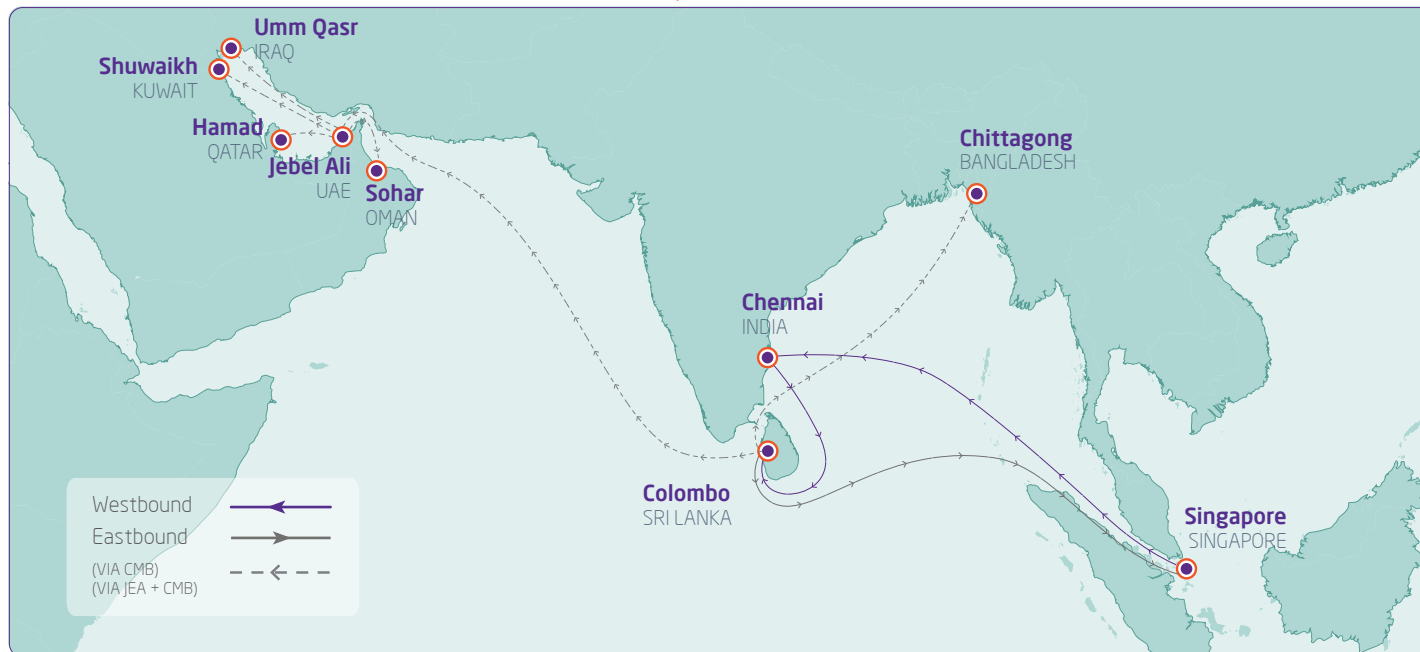 Umm Qasr
IRAQ
Shuwaikh
KUWAIT
Hamad
QATAR
Jebel Ali
UAE
Sohar
OMAN
Chittagong
BANGLADESH
Chennai
INDIA
Colombo
SRI LANKA
Singapore
SINGAPORE
Westbound
Eastbound
(VIA CMB)
(VIA JEA + CMB)